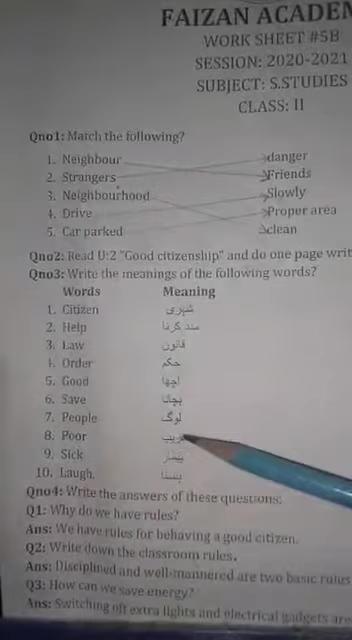 FAIZAN ACADEM
WORK SHEET #5B
SESSION: 2020-2021
SUBJECT: S.STUDIES
CLASS: II
Qno1: Match the following?
1. Neighbour danger
2. Strangers Friends
3. Neighbourhood Slowly
4. Drive Proper area
5. Car parked clean
Qno2: Read U:2 "Good citizenship" and do one page writ
Qno3: Write the meanings of the following words?
Words Meaning
1. Citizen شہری
2. Help مدد کرنا
3. Law قانون
4. Order حکم
5. Good اچھا
6. Save بچانا
7. People لوگ
8. Poor غریب
9. Sick بیمار
10. Laugh. ہنسنا
Qno4: Write the answers of these questions:
Q1: Why do we have rules?
Ans: We have rules for behaving a good citizen.
Q2: Write down the classroom rules.
Ans: Disciplined and well-mannered are two basic rules
Q3: How can we save energy?
Ans: Switching off extra lights and electrical gadgets are